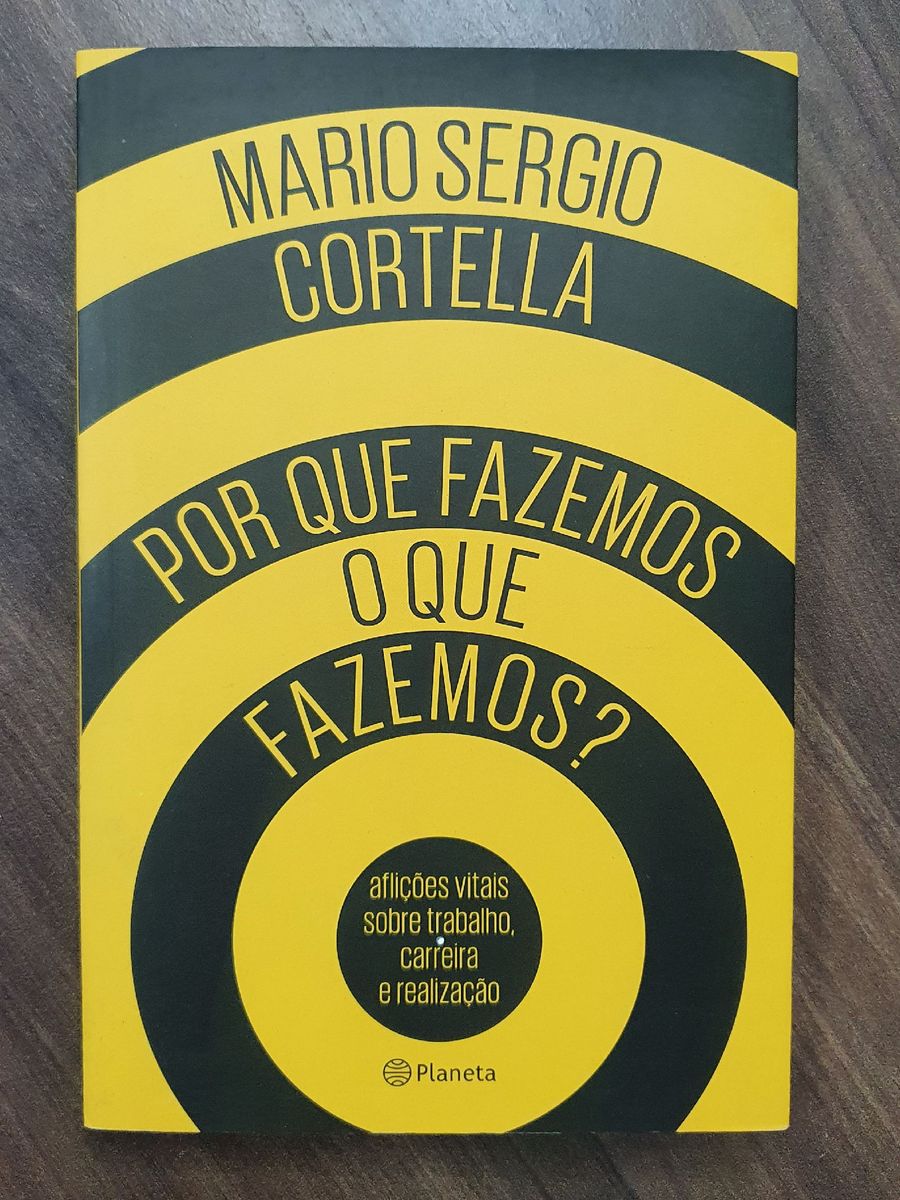 MARIO SERGIO
CORTELLA
POR QUE FAZEMOS
O QUE
FAZEMOS?
aflições vitais
sobre trabalho,
carreira
e realização
Planeta